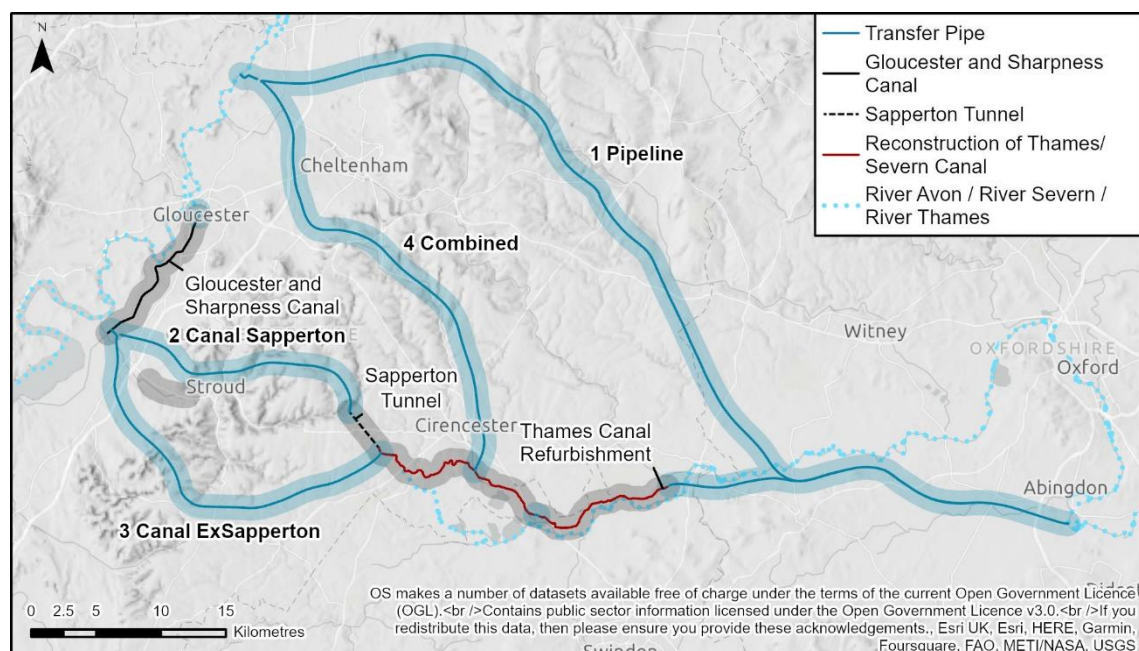 N
Transfer Pipe
Gloucester and Sharpness
Canal
Sapperton Tunnel
Reconstruction of Thames/
Severn Canal
River Avon / River Severn /
River Thames
1 Pipeline
Cheltenham
Gloucester
4 Combined
Gloucester and
Sharpness Canal
2 Canal Sapperton
E
Witney
OXFORDSHIRE
Oxford
Stroud
Sapperton
Tunnel
Cirencester
Thames Canal
Refurbishment
Abingdon
3 Canal ExSapperton
OS makes a number of datasets available free of charge under the terms of the current Open Government Licence
(OGL).<br />Contains public sector information licensed under the Open Government Licence v3.0.<br />If you
redistribute this data, then please ensure you provide these acknowledgements., Esri UK, Esri, HERE, Garmin,
Foursquare, FAO, METI/NASA, USGS
0 2.5 5 10 15
Kilometres